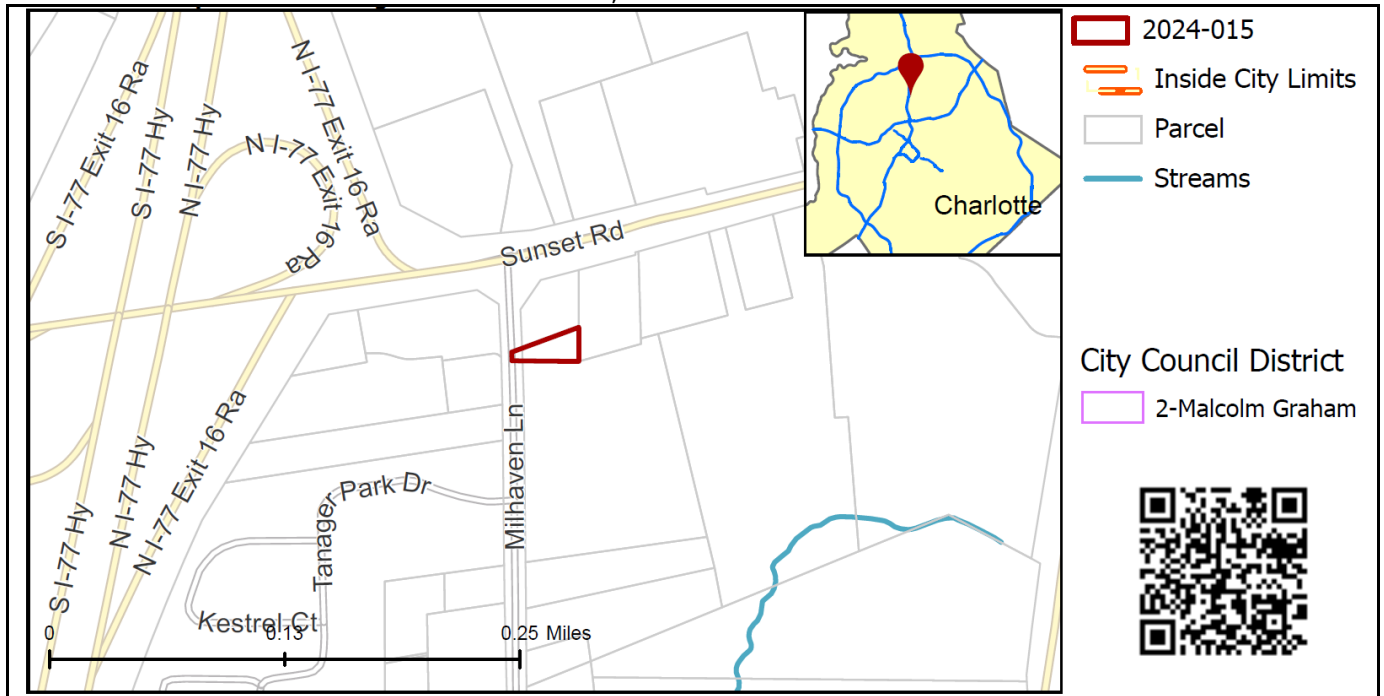 S I-77 Exit 16 Ra
S I-77 Hy
N I-77 Hy
N I-77 Exit 16 Ra
N I-77 Exit 16 Ra
Sunset Rd
Charlotte
2024-015
Inside City Limits
Parcel
Streams
City Council District
2-Malcolm Graham
Milhaven Ln
Tanager Park Dr
N I-77 Exit 16 Ra
N I-77 Hy
S I-77 Hy
Kestrel Ct
0
0.13
0.25 Miles